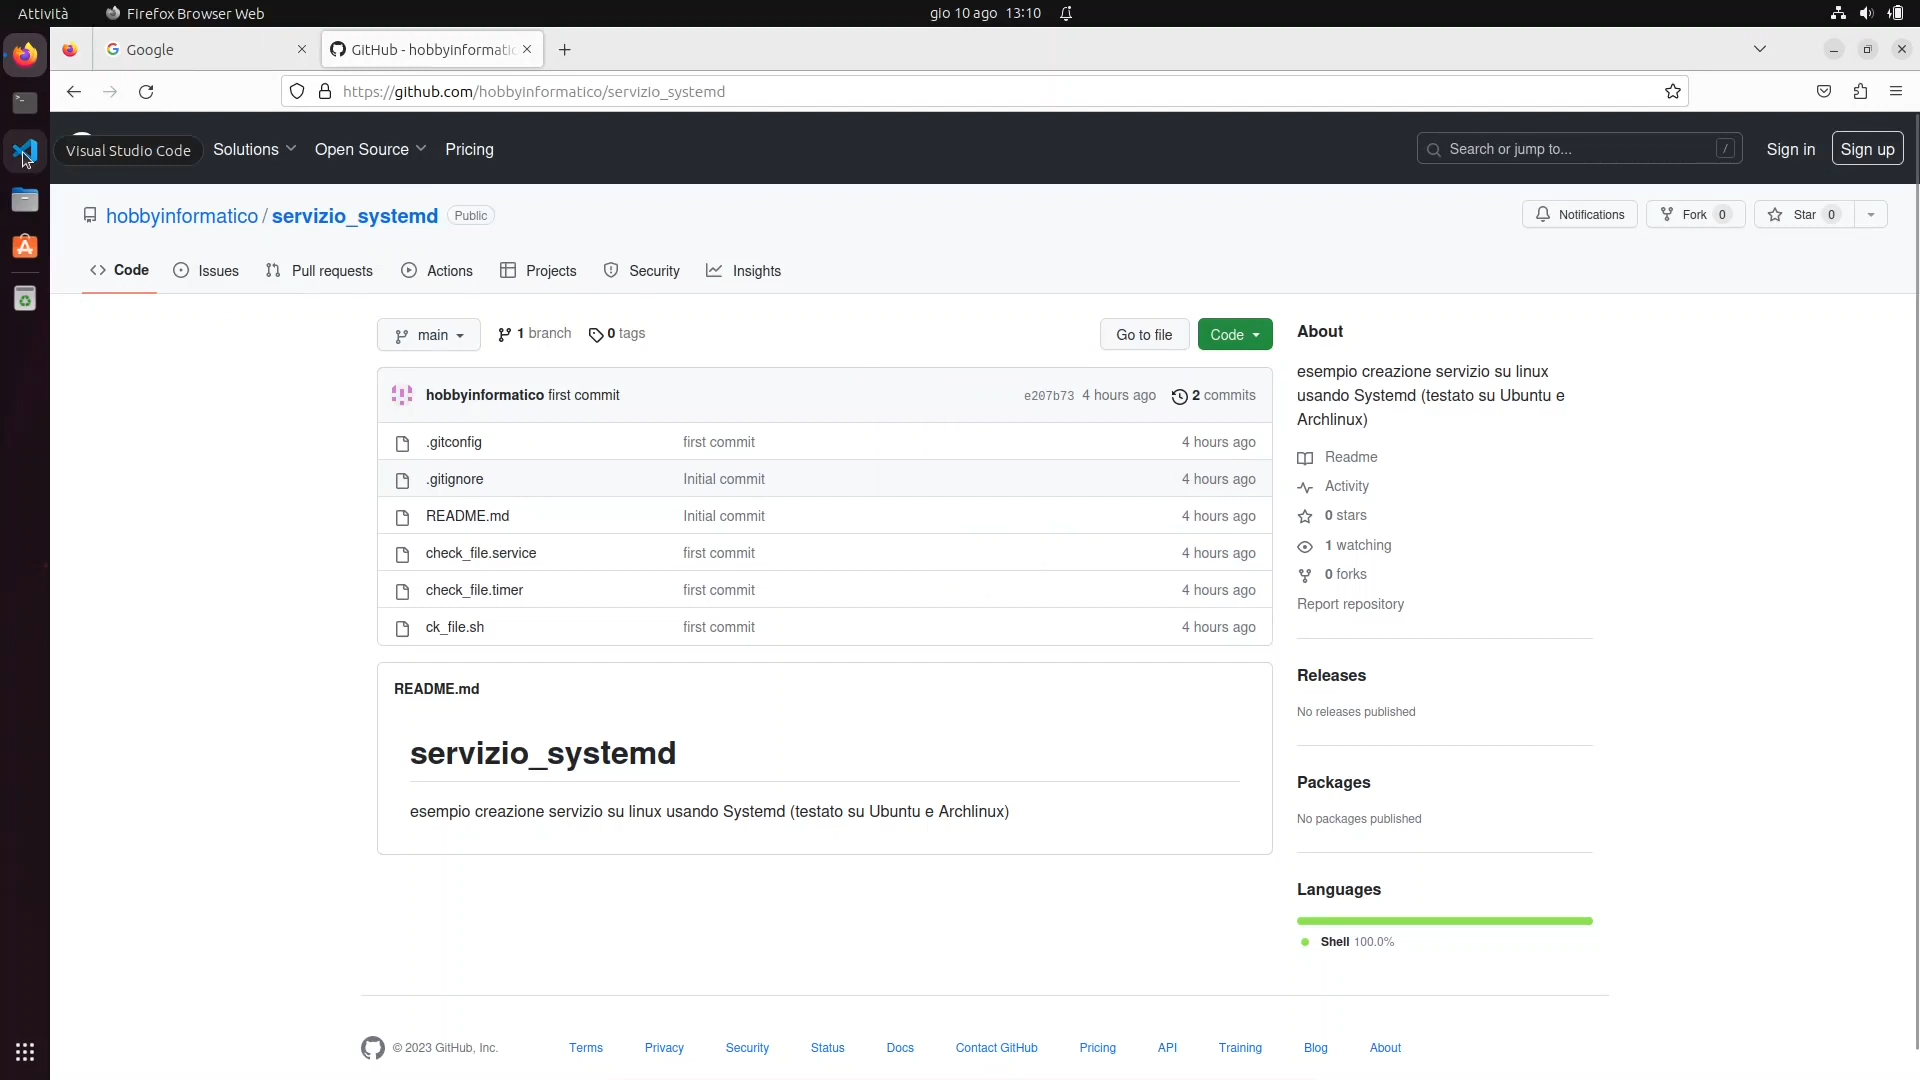 Attività Firefox Browser Web gio 10 ago 13:10
Google GitHub - hobbyinformatic
https://github.com/hobbyinformatico/servizio_systemd
Visual Studio Code Solutions Open Source Pricing Search or jump to... / Sign in Sign up
hobbyinformatico / servizio_systemd Public Notifications Fork 0 Star 0
Code Issues Pull requests Actions Projects Security Insights
main 1 branch 0 tags Go to file Code
hobbyinformatico first commit e207b73 4 hours ago 2 commits
.gitconfig first commit 4 hours ago
.gitignore Initial commit 4 hours ago
README.md Initial commit 4 hours ago
check_file.service first commit 4 hours ago
check_file.timer first commit 4 hours ago
ck_file.sh first commit 4 hours ago
README.md
servizio_systemd
esempio creazione servizio su linux usando Systemd (testato su Ubuntu e Archlinux)
About
esempio creazione servizio su linux
usando Systemd (testato su Ubuntu e
Archlinux)
Readme
Activity
0 stars
1 watching
0 forks
Report repository
Releases
No releases published
Packages
No packages published
Languages
Shell 100.0%
© 2023 GitHub, Inc. Terms Privacy Security Status Docs Contact GitHub Pricing API Training Blog About